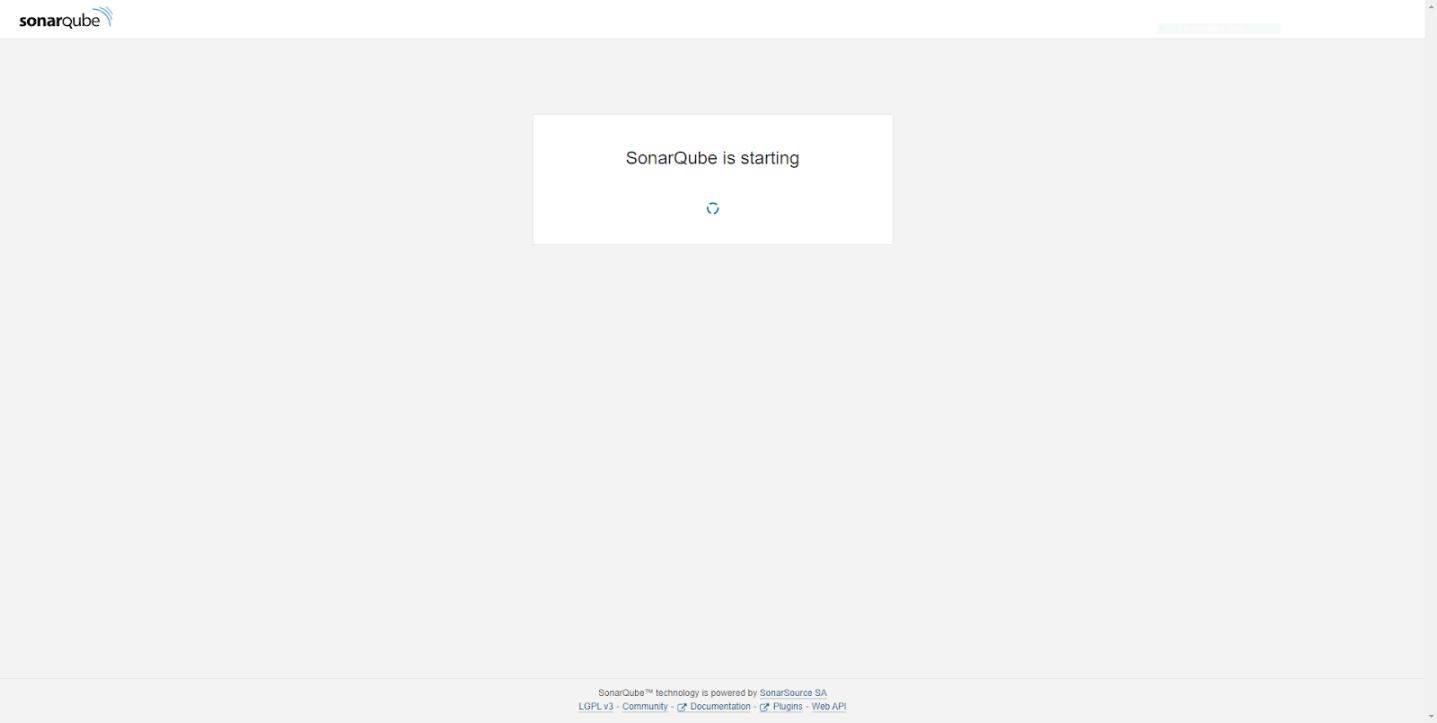 sonarqube
SonarQube is starting
SonarQube™ technology is powered by SonarSource SA
LGPL v3 - Community - Documentation - Plugins - Web API